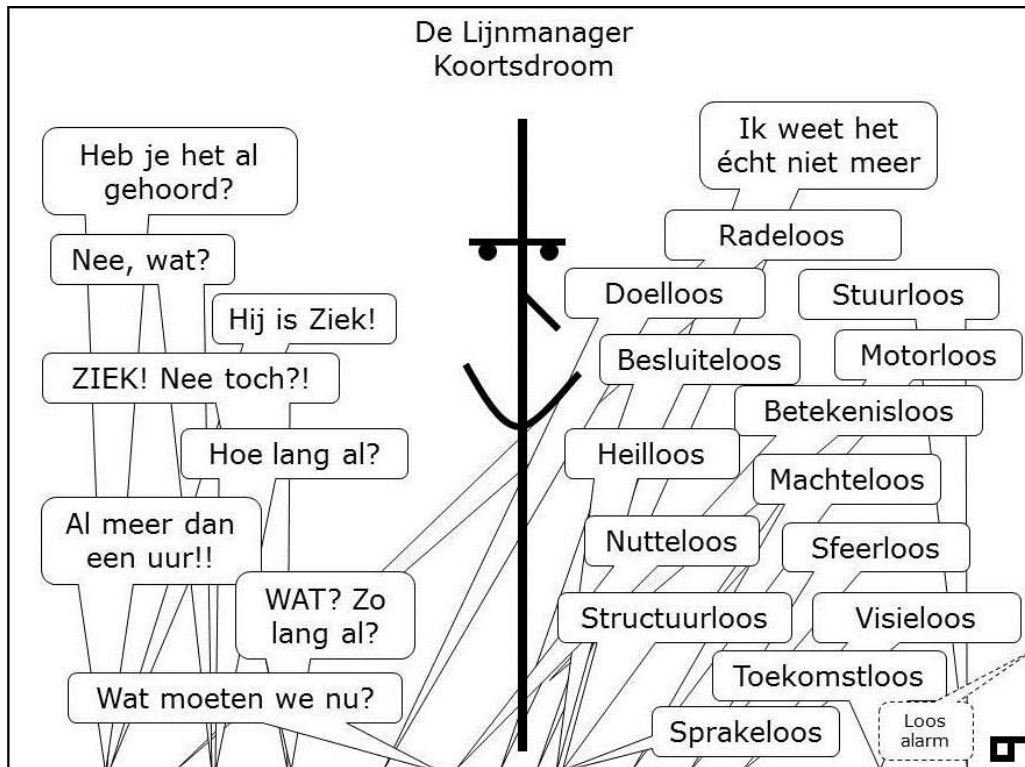 De Lijnmanager
Koortsdroom
Heb je het al
gehoord?
Nee, wat?
Hij is Ziek!
ZIEK! Nee toch?!
Hoe lang al?
Al meer dan
een uur!!
WAT? Zo
lang al?
Wat moeten we nu?
Ik weet het
écht niet meer
Radeloos
Doelloos
Stuurloos
Besluiteloos
Motorloos
Betekenisloos
Heilloos
Machteloos
Nutteloos
Sfeerloos
Structuurloos
Visieloos
Toekomstloos
Sprakeloos
Loos
alarm